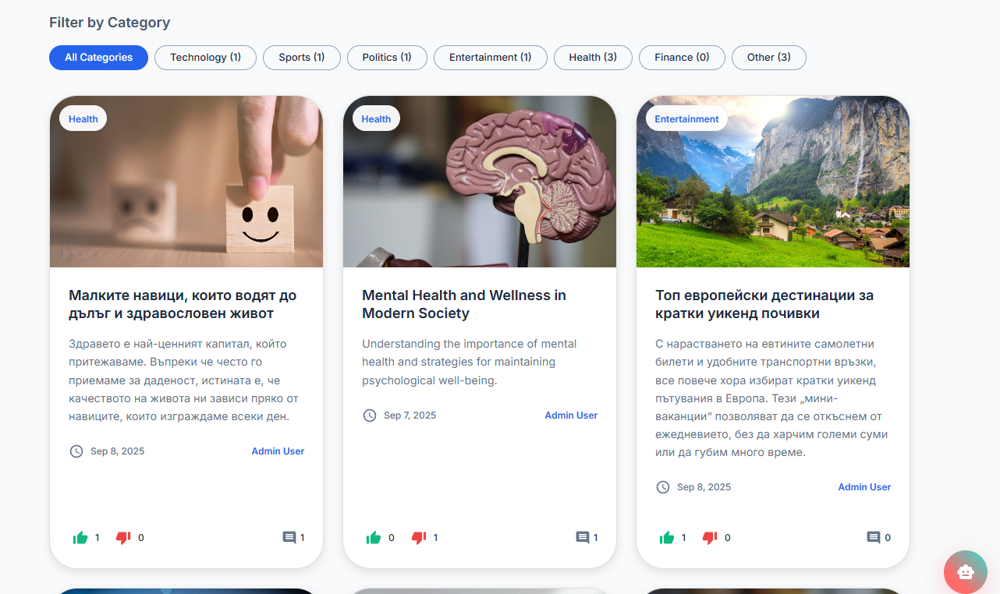 Filter by Category
All Categories
Technology (1)
Sports (1)
Politics (1)
Entertainment (1)
Health (3)
Finance (0)
Other (3)
Health
Малките навици, които водят до
дълъг и здравословен живот
Здравето е най-ценният капитал, който
притежаваме. Въпреки че често го
приемаме за даденост, истината е, че
качеството на живота ни зависи пряко от
навиците, които изграждаме всеки ден.
Sep 8, 2025
Admin User
1
0
1
Health
Mental Health and Wellness in
Modern Society
Understanding the importance of mental
health and strategies for maintaining
psychological well-being.
Sep 7, 2025
Admin User
0
1
1
Entertainment
Топ европейски дестинации за
кратки уикенд почивки
С нарастването на евтините самолетни
билети и удобните транспортни връзки,
все повече хора избират кратки уикенд
пътувания в Европа. Тези „мини-
ваканции“ позволяват да се откъснем от
ежедневието, без да харчим големи суми
или да губим много време.
Sep 8, 2025
Admin User
1
0
0